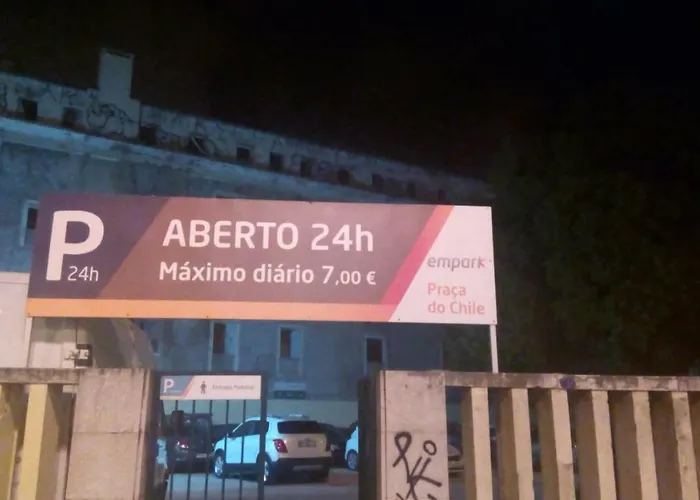 P
24h
ABERTO 24h
Máximo diário 7,00 €
empark
Praça
do Chile
P